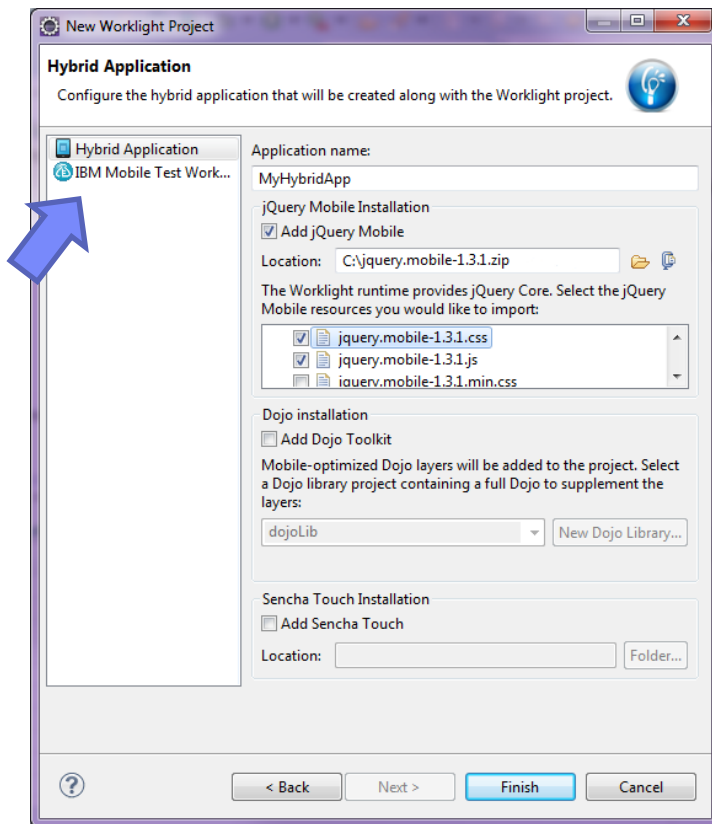 New Worklight Project
Hybrid Application
Configure the hybrid application that will be created along with the Worklight project.
Hybrid Application
IBM Mobile Test Work...
Application name:
MyHybridApp
jQuery Mobile Installation
Add jQuery Mobile
Location: C:\jquery.mobile-1.3.1.zip
The Worklight runtime provides jQuery Core. Select the jQuery
Mobile resources you would like to import:
jquery.mobile-1.3.1.css
jquery.mobile-1.3.1.js
jquery.mobile-1.3.1.min.css
Dojo installation
Add Dojo Toolkit
Mobile-optimized Dojo layers will be added to the project. Select
a Dojo library project containing a full Dojo to supplement the
layers:
dojoLib New Dojo Library...
Sencha Touch Installation
Add Sencha Touch
Location: Folder...
? < Back Next > Finish Cancel